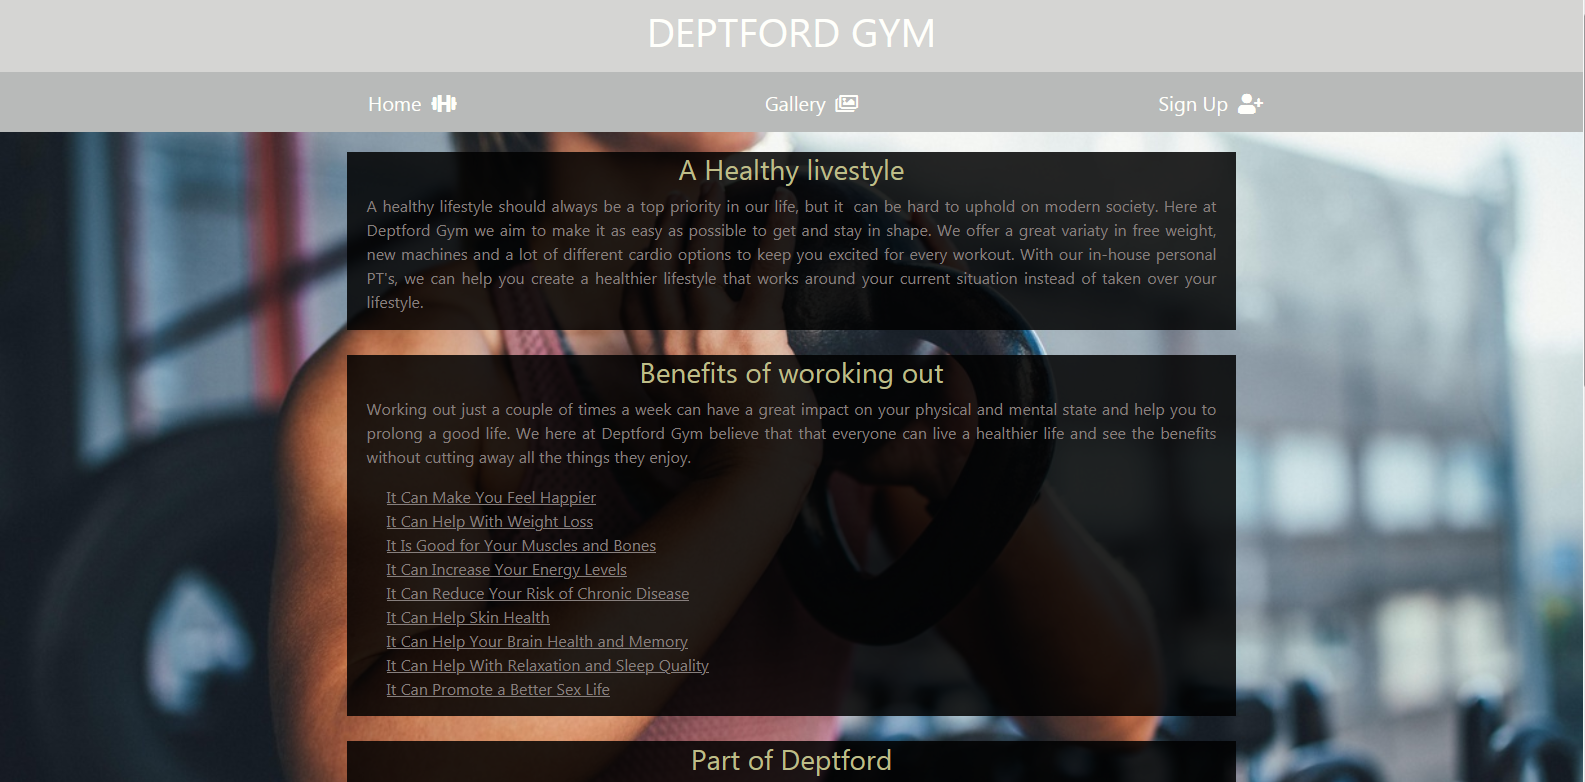 DEPTFORD GYM
Home
Gallery
Sign Up
A Healthy livestyle
A healthy lifestyle should always be a top priority in our life, but it  can be hard to uphold on modern society. Here at
Deptford Gym we aim to make it as easy as possible to get and stay in shape. We offer a great variaty in free weight,
new machines and a lot of different cardio options to keep you excited for every workout. With our in-house personal
PT's, we can help you create a healthier lifestyle that works around your current situation instead of taken over your
lifestyle.
Benefits of woroking out
Working out just a couple of times a week can have a great impact on your physical and mental state and help you to
prolong a good life. We here at Deptford Gym believe that that everyone can live a healthier life and see the benefits
without cutting away all the things they enjoy.
It Can Make You Feel Happier
It Can Help With Weight Loss
It Is Good for Your Muscles and Bones
It Can Increase Your Energy Levels
It Can Reduce Your Risk of Chronic Disease
It Can Help Skin Health
It Can Help Your Brain Health and Memory
It Can Help With Relaxation and Sleep Quality
It Can Promote a Better Sex Life
Part of Deptford